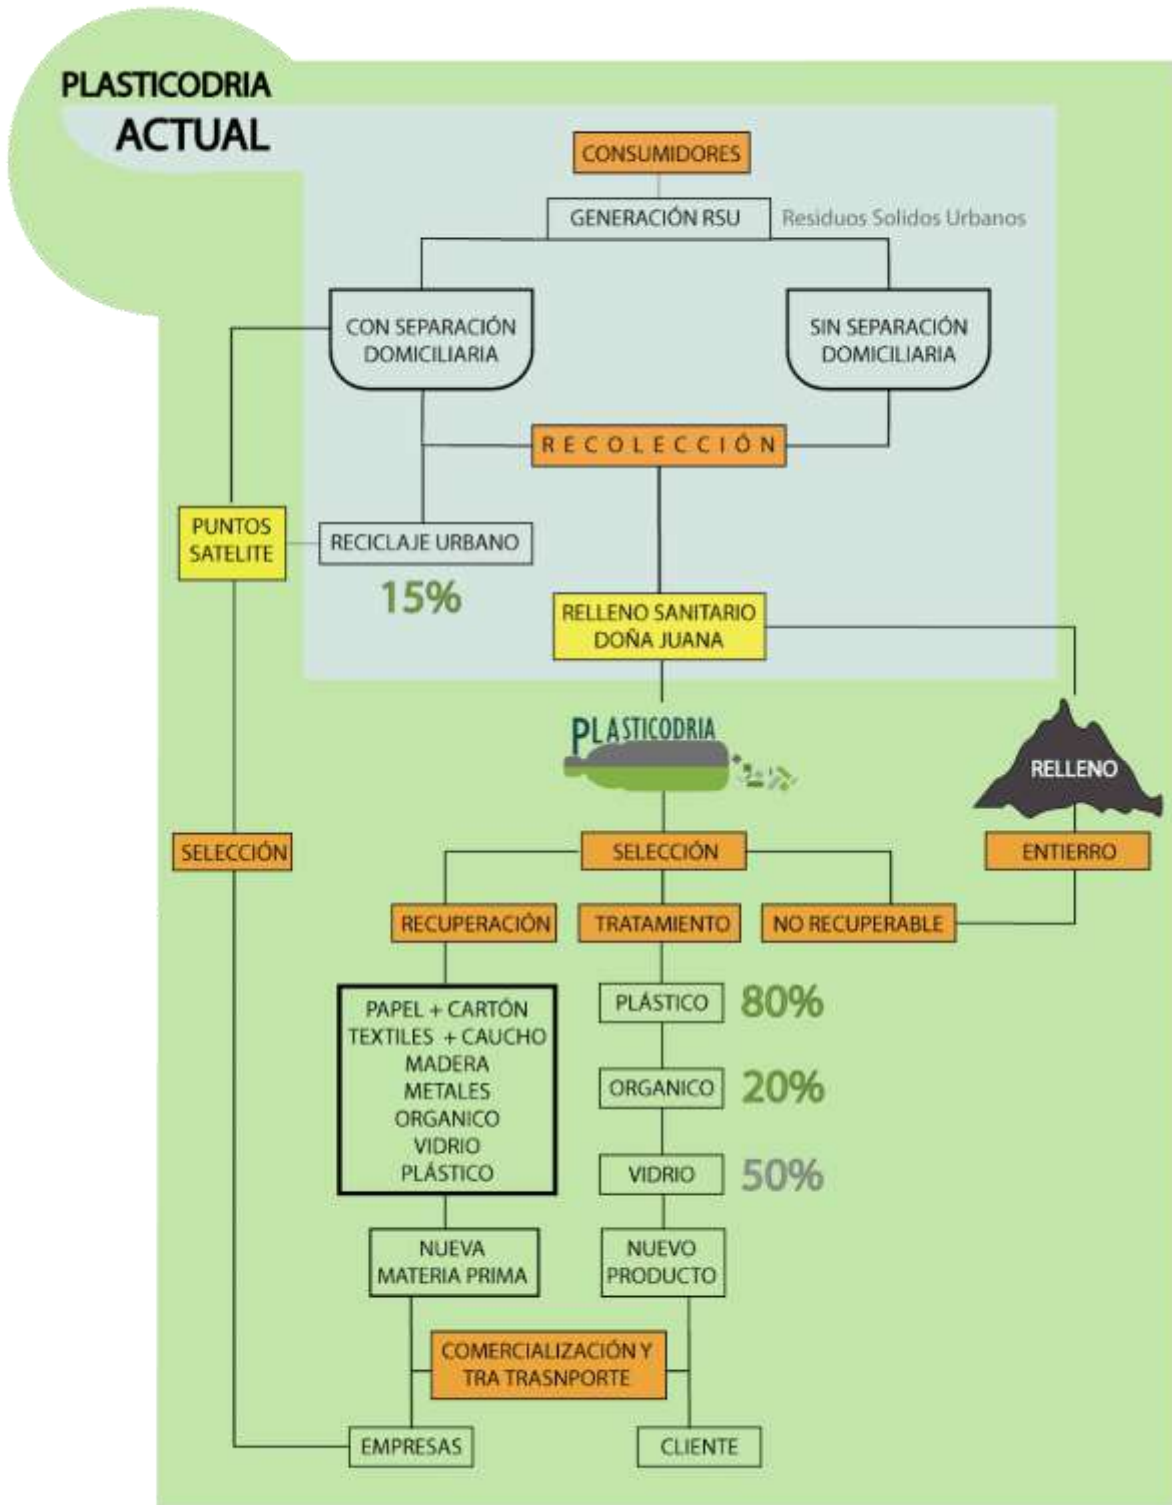 PLASTICODRIA
ACTUAL
CONSUMIDORES
GENERACIÓN RSU
Residuos Solidos Urbanos
CON SEPARACIÓN
DOMICILIARIA
SIN SEPARACIÓN
DOMICILIARIA
RECOLECCIÓN
PUNTOS
SATELITE
RECICLAJE URBANO
15%
RELLENO SANITARIO
DOÑA JUANA
PLASTICODRIA
RELLENO
SELECCIÓN
SELECCIÓN
ENTIERRO
RECUPERACIÓN
TRATAMIENTO
NO RECUPERABLE
PAPEL + CARTÓN
TEXTILES + CAUCHO
MADERA
METALES
ORGANICO
VIDRIO
PLÁSTICO
PLÁSTICO
80%
ORGANICO
20%
VIDRIO
50%
NUEVA
MATERIA PRIMA
NUEVO
PRODUCTO
COMERCIALIZACIÓN Y
TRA TRASNPORTE
EMPRESAS
CLIENTE